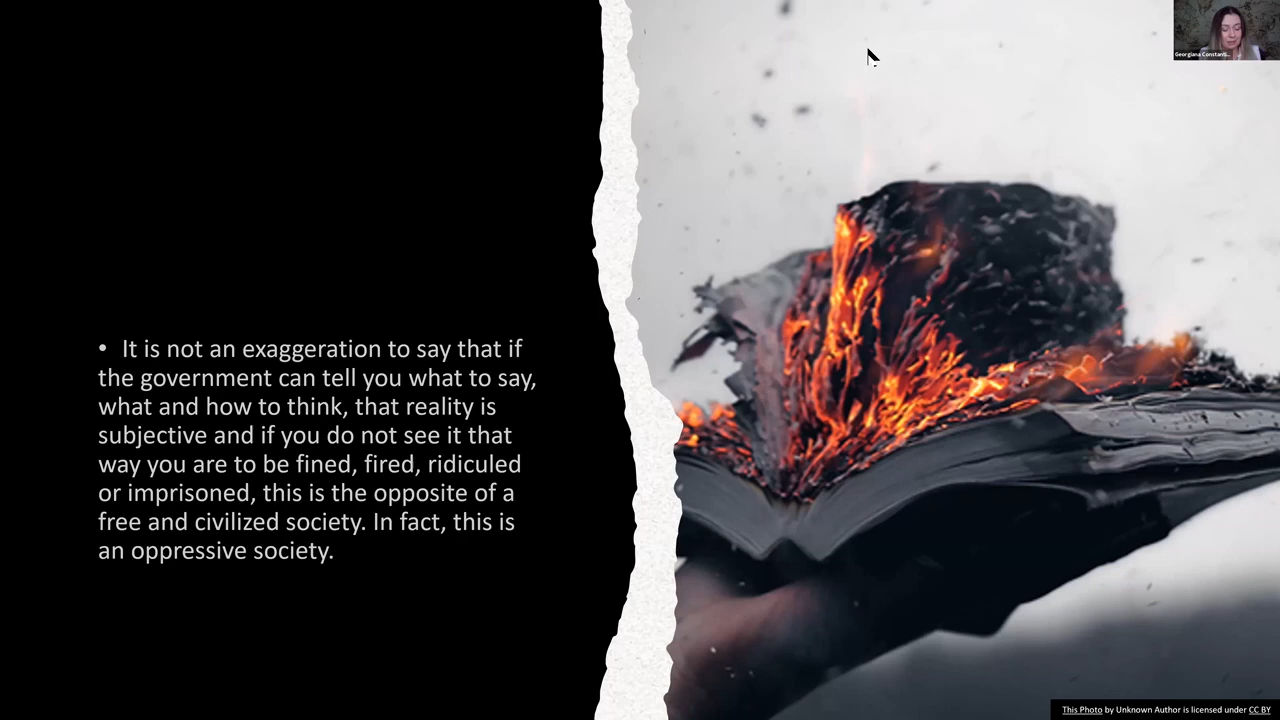 Georgiana Constanti...
• It is not an exaggeration to say that if
the government can tell you what to say,
what and how to think, that reality is
subjective and if you do not see it that
way you are to be fined, fired, ridiculed
or imprisoned, this is the opposite of a
free and civilized society. In fact, this is
an oppressive society.
This Photo by Unknown Author is licensed under CC BY